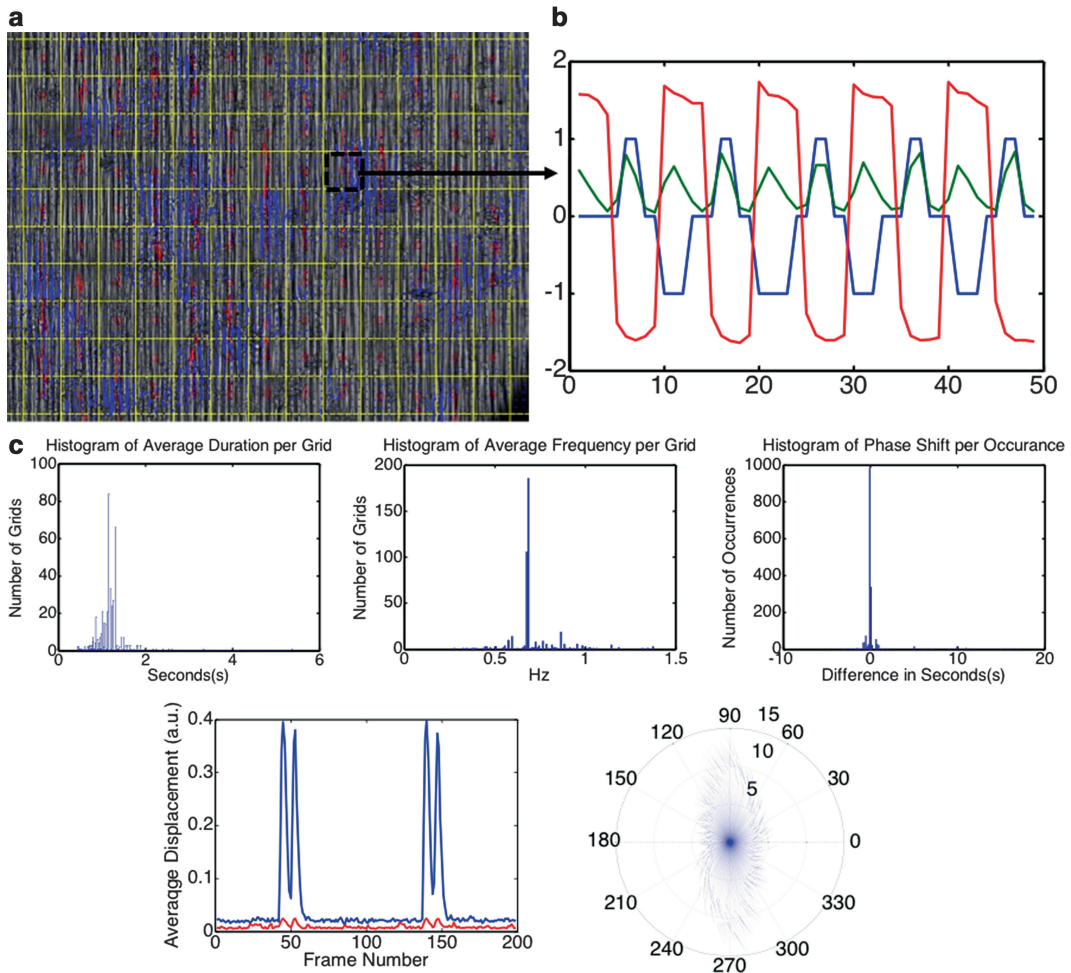 a
b
2
1
0
-1
-2
0 10 20 30 40 50
c
Histogram of Average Duration per Grid
Number of Grids
100
80
60
40
20
0
0 2 4 6
Seconds(s)
Histogram of Average Frequency per Grid
Number of Grids
200
150
100
50
0
0 0.5 1 1.5
Hz
Histogram of Phase Shift per Occurance
Number of Occurrences
1000
800
600
400
200
0
-10 0 10 20
Difference in Seconds(s)
Averaqge Displacement (a.u.)
0.4
0.3
0.4
0.1
0
0 50 100 150 200
Frame Number
90 15
120 60
10
150 30
5
180 0
210 330
240 300
270